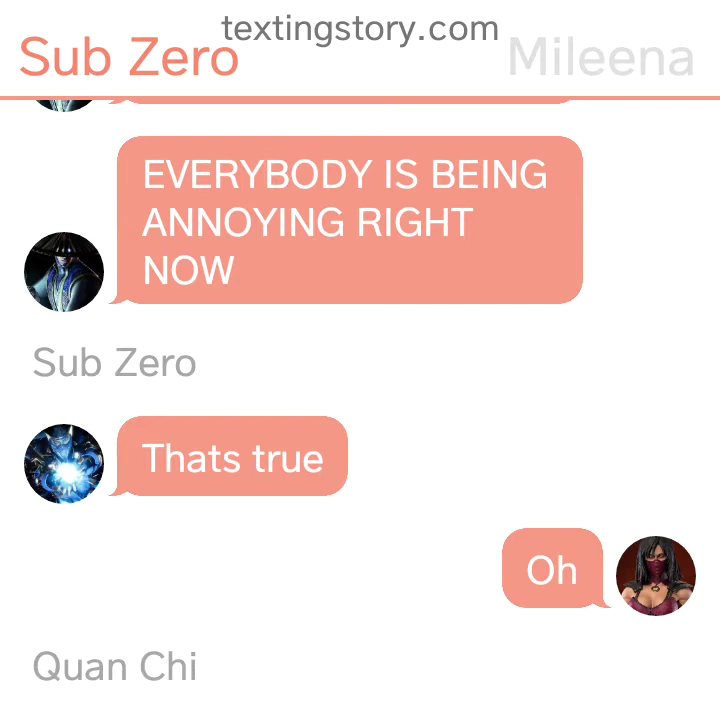 textingstory.com
Sub Zero
Mileena
EVERYBODY IS BEING
ANNOYING RIGHT
NOW
Sub Zero
Thats true
Oh
Quan Chi